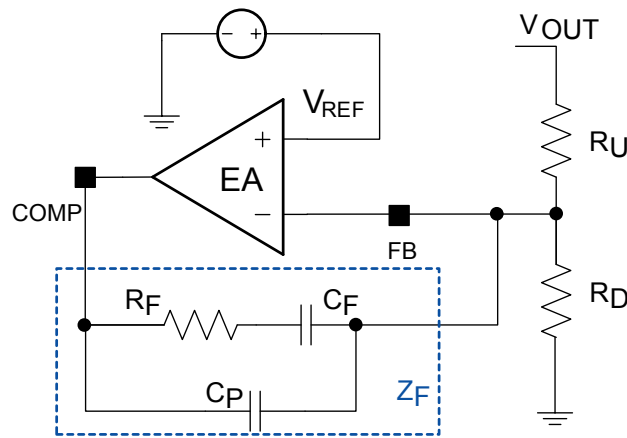 - +
VOUT
VREF
+
RU
EA
COMP
−
FB
RF
CF
RD
CP
ZF